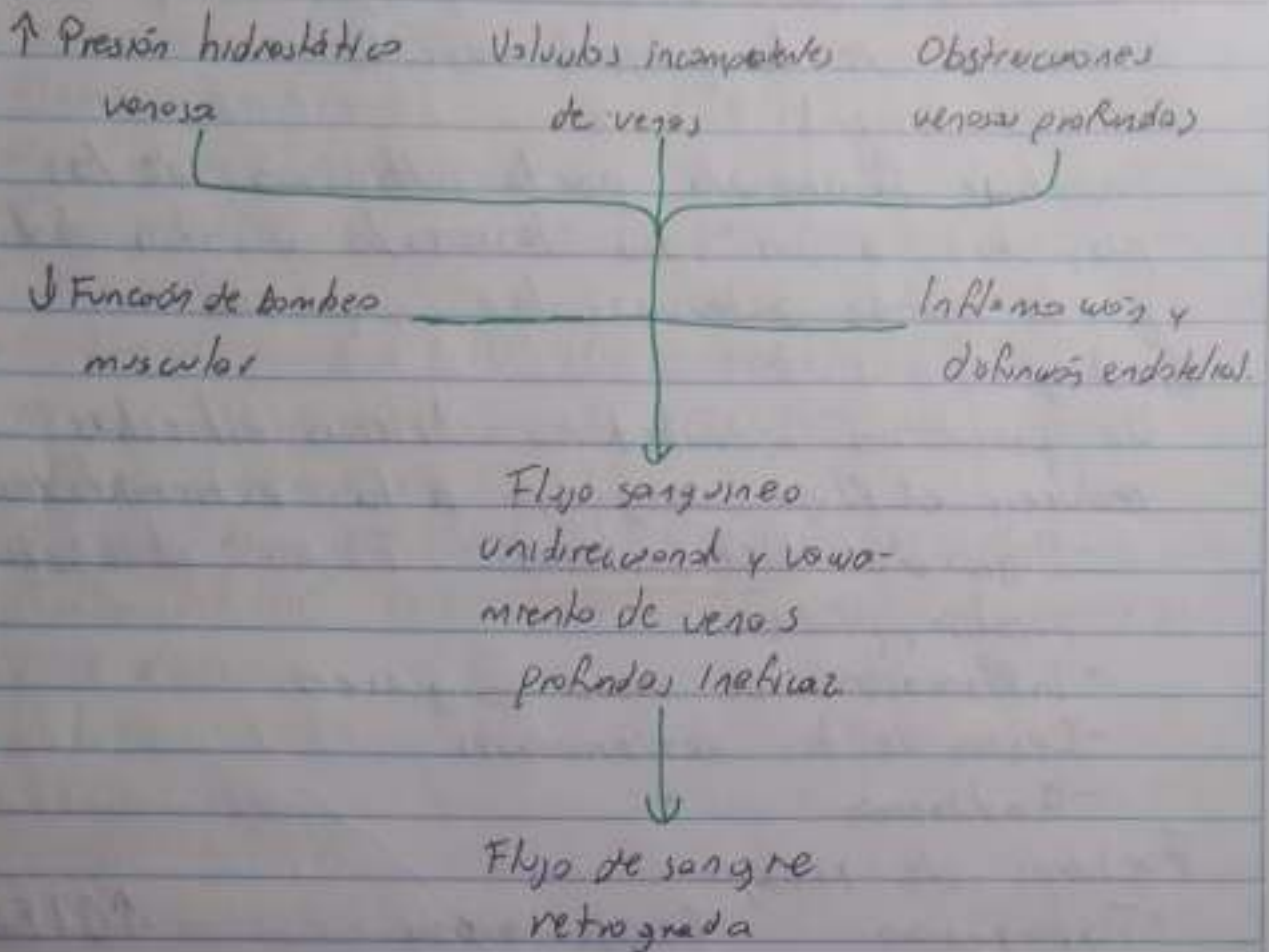 ↑ Presión hidrostática Valvulas incompetentes Obstrucciones
venosa de venas venosas profundas
↓ Función de bombeo Inflamación y
muscular disfunción endotelial.
Flujo sanguineo
unidireccional y vacia-
miento de venas
profundas ineficaz
Flujo de sangre
retrograda